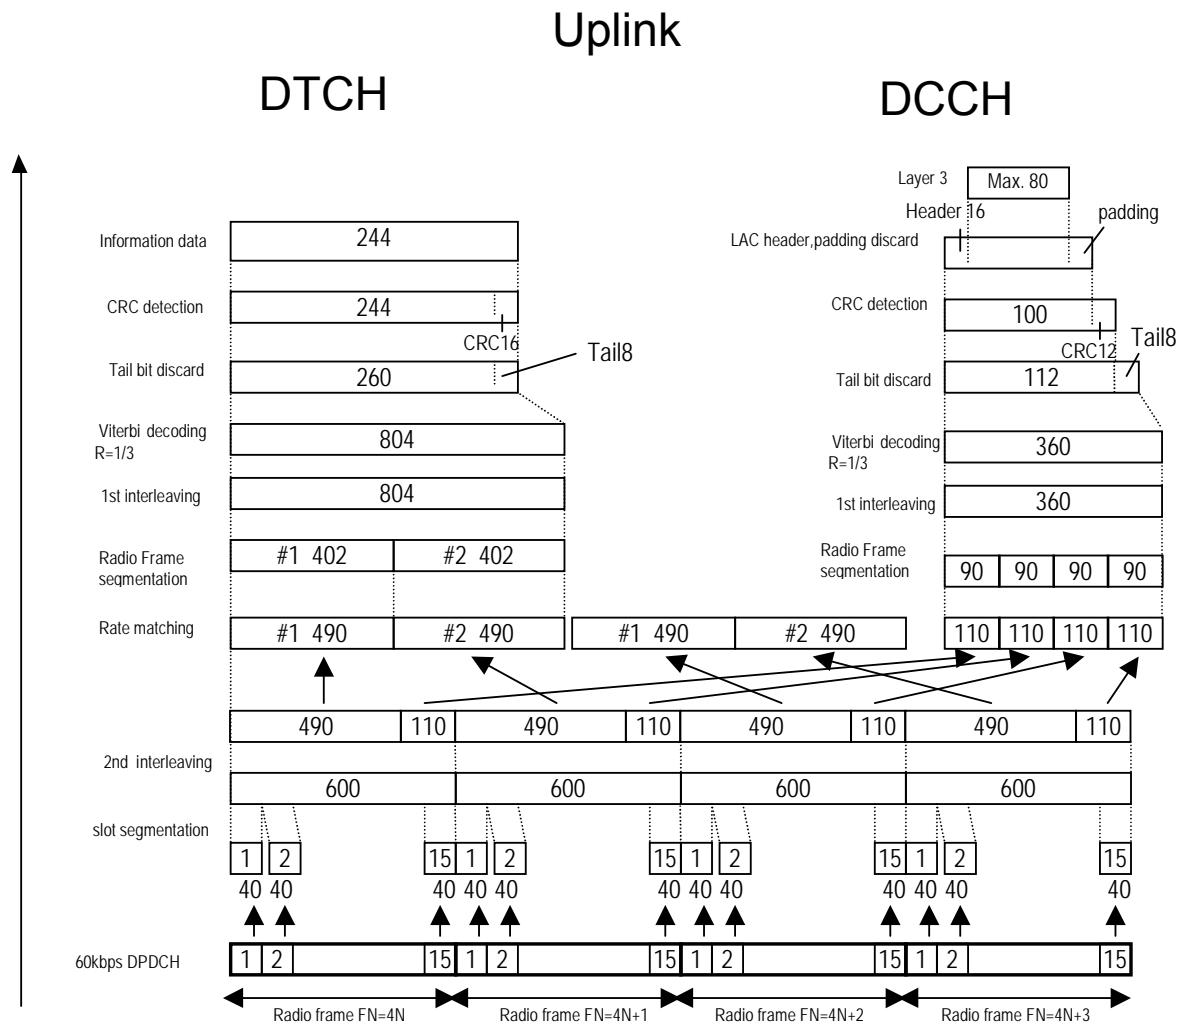 Uplink
DTCH
DCCH
Layer 3
Max. 80
Header 16
padding
Information data
244
LAC header,padding discard
CRC detection
244
CRC16
CRC detection
100
CRC12
Tail8
Tail bit discard
260
Tail8
Tail bit discard
112
Viterbi decoding
R=1/3
804
Viterbi decoding
R=1/3
360
1st interleaving
804
1st interleaving
360
Radio Frame
segmentation
#1 402
#2 402
Radio Frame
segmentation
90 90 90 90
Rate matching
#1 490
#2 490
#1 490
#2 490
110 110 110 110
490 110 490 110 490 110 490 110
2nd interleaving
600 600 600 600
slot segmentation
1 2 15 1 2 15 1 2 15 1 2 15
40 40 40 40 40 40 40 40 40 40 40 40
60kbps DPDCH
1 2 15 1 2 15 1 2 15 1 2 15
Radio frame FN=4N
Radio frame FN=4N+1
Radio frame FN=4N+2
Radio frame FN=4N+3